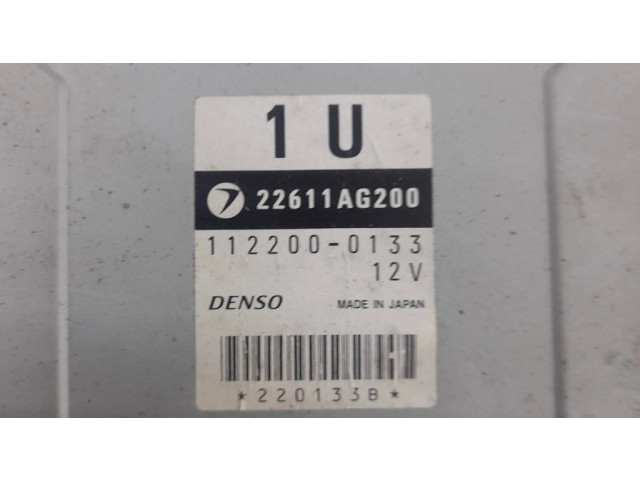 1 U
22611AG200
112200-0133
12V
DENSO MADE IN JAPAN
*220133B*